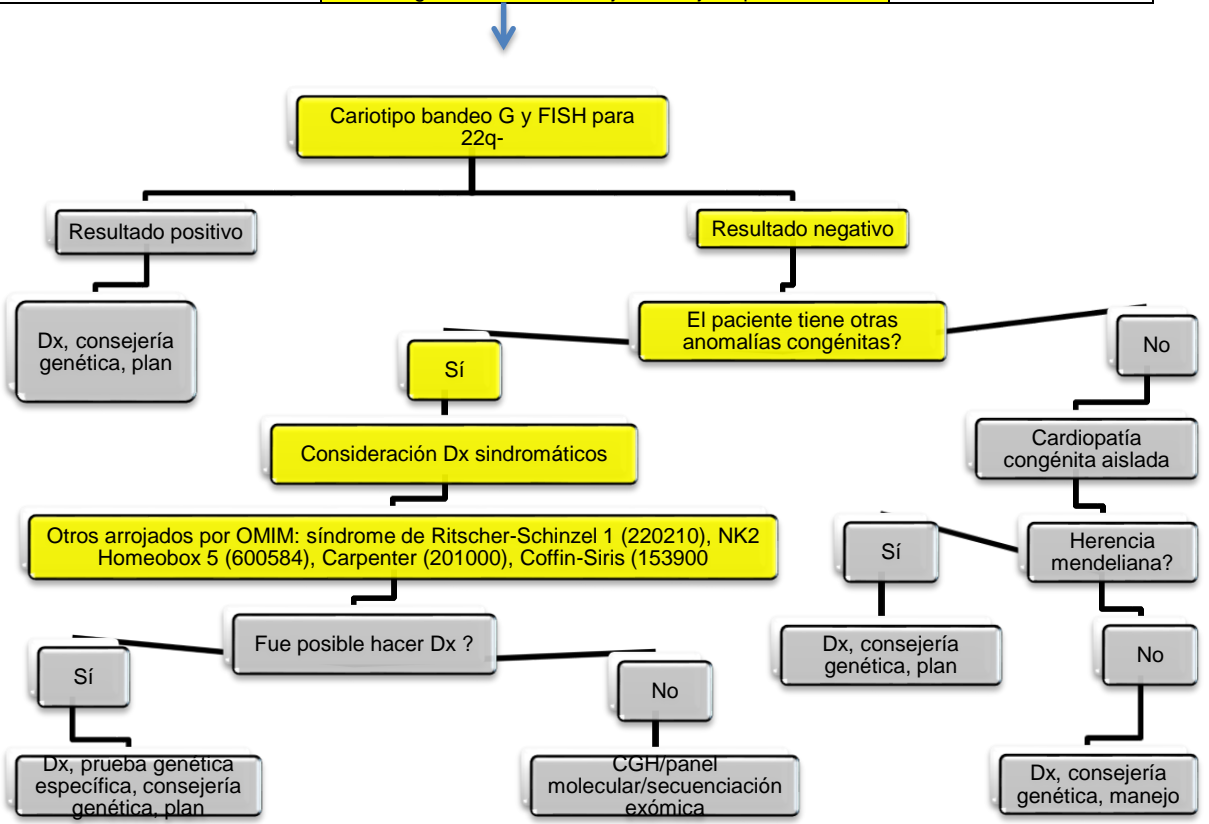 Cariotipo bandeo G y FISH para
22q-
Resultado positivo
Resultado negativo
Dx, consejería
genética, plan
El paciente tiene otras
anomalías congénitas?
Sí
No
Consideración Dx sindromáticos
Cardiopatía
congénita aislada
Otros arrojados por OMIM: síndrome de Ritscher-Schinzel 1 (220210), NK2
Homeobox 5 (600584), Carpenter (201000), Coffin-Siris (153900
Sí
Herencia
mendeliana?
Fue posible hacer Dx ?
Dx, consejería
genética, plan
No
Sí
No
Dx, prueba genética
específica, consejería
genética, plan
CGH/panel
molecular/secuenciación
exómica
Dx, consejería
genética, manejo